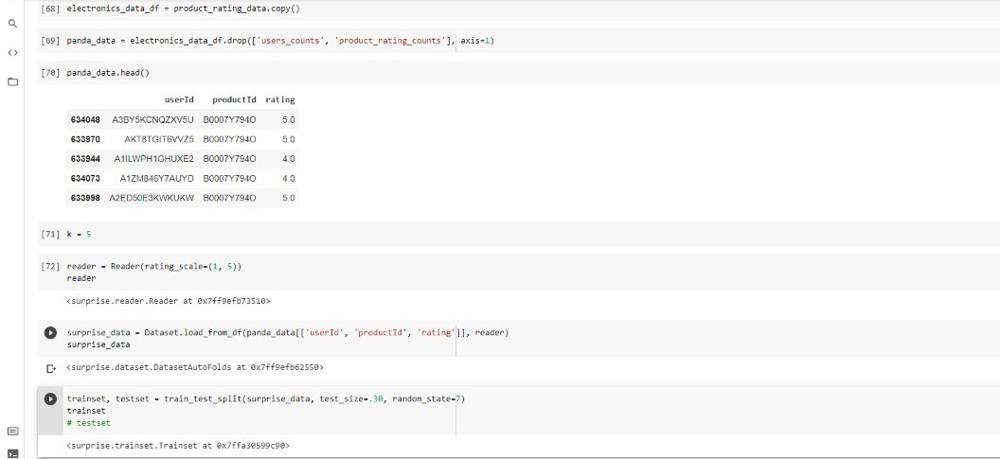 [68] electronics_data_df = product_rating_data.copy()
[69] panda_data = electronics_data_df.drop(['users_counts', 'product_rating_counts'], axis=1)
[70] panda_data.head()
userId productId rating
634048 A3BY5KCNQZXV5U B0007Y794O 5.0
633970 AKT8TGIT6VVZ5 B0007Y794O 5.0
633944 A1ILWPH1GHUXE2 B0007Y794O 4.0
634073 A1ZM846Y7AUYD B0007Y794O 4.0
633998 A2ED50E3KWKUKW B0007Y794O 5.0
[71] k = 5
[72] reader = Reader(rating_scale=(1, 5))
reader
<surprise.reader.Reader at 0x7ff9efb73510>
surprise_data = Dataset.load_from_df(panda_data[['userId', 'productId', 'rating']], reader)
surprise_data
<surprise.dataset.DatasetAutoFolds at 0x7ff9efb62550>
trainset, testset = train_test_split(surprise_data, test_size=.30, random_state=7)
trainset
# testset
<surprise.trainset.Trainset at 0x7ffa30599c90>